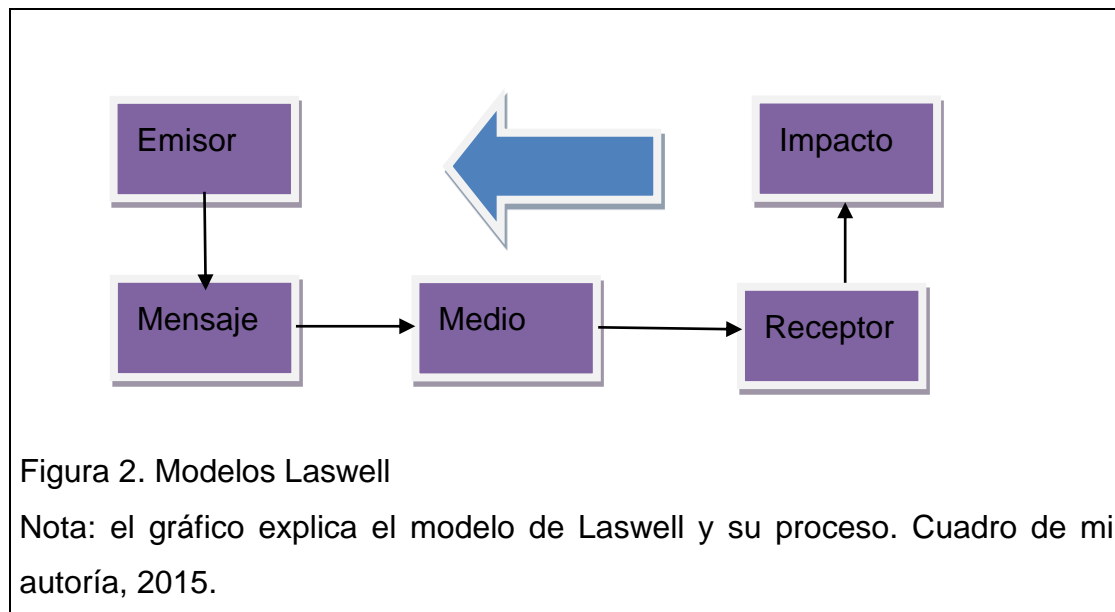 Emisor
Impacto
Mensaje
Medio
Receptor
Figura 2. Modelos Laswell
Nota: el gráfico explica el modelo de Laswell y su proceso. Cuadro de mi
autoría, 2015.